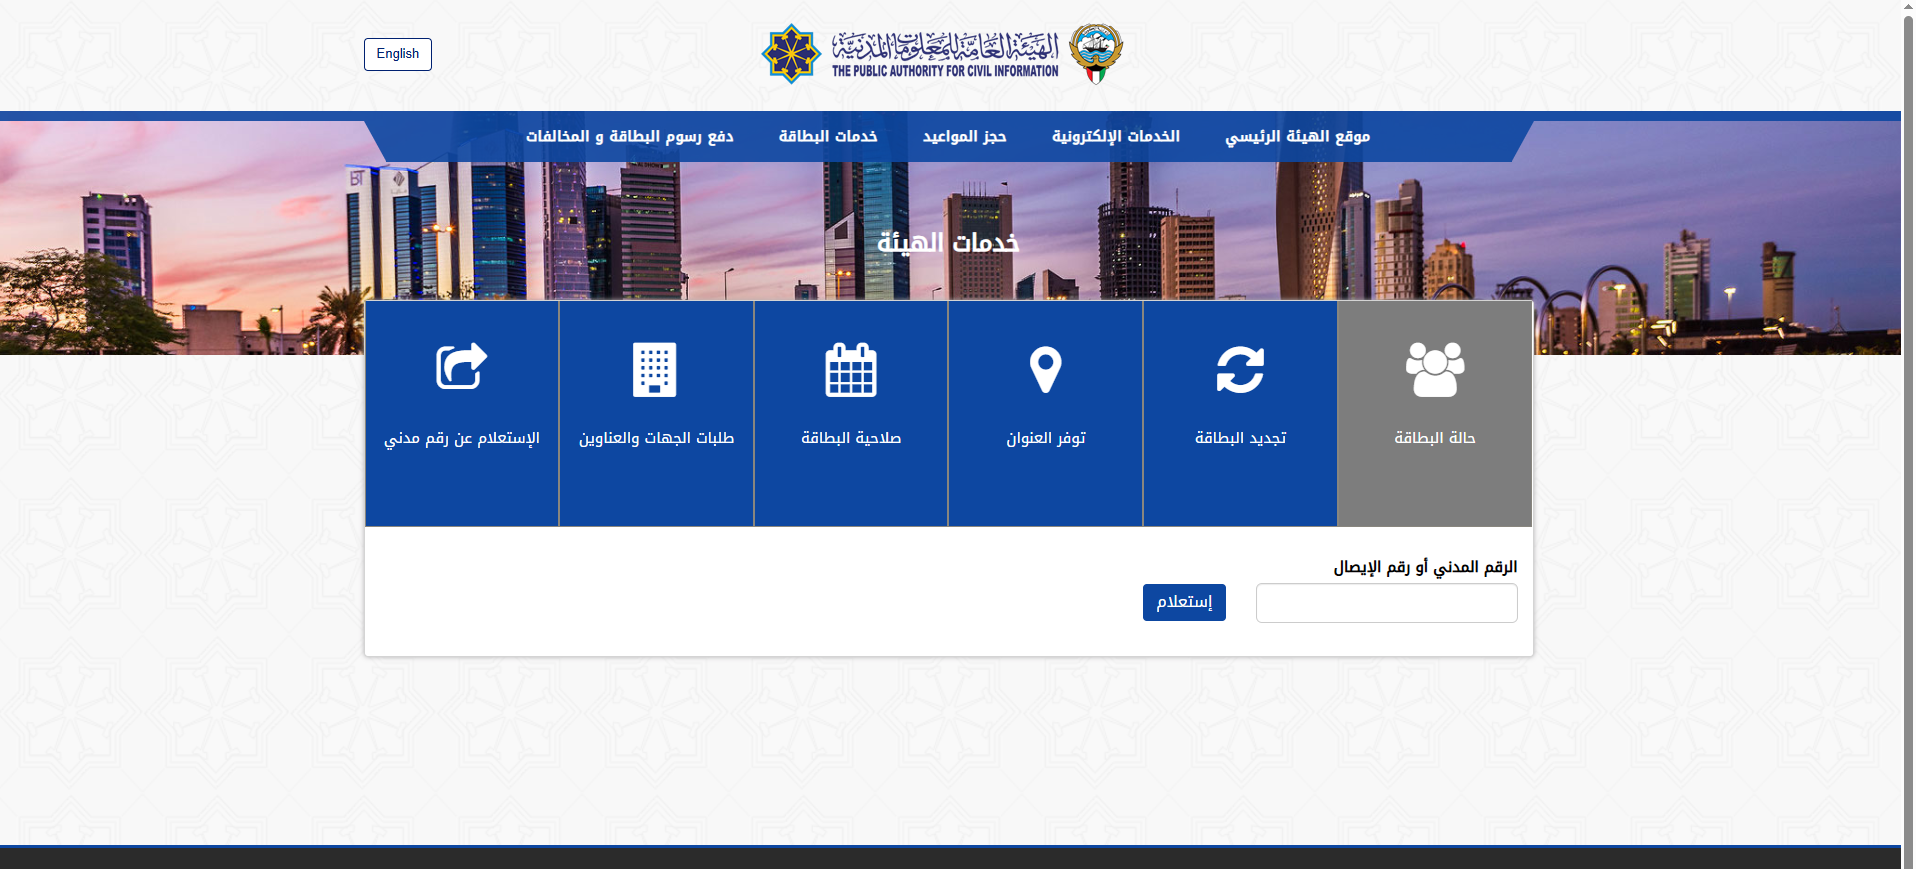 English
الهيئة العامة للمعلومات المدنية
THE PUBLIC AUTHORITY FOR CIVIL INFORMATION
موقع الهيئة الرئيسي
الخدمات الإلكترونية
حجز المواعيد
خدمات البطاقة
دفع رسوم البطاقة و المخالفات
BT
خدمات الهيئة
حالة البطاقة
تجديد البطاقة
توفر العنوان
صلاحية البطاقة
طلبات الجهات والعناوين
الإستعلام عن رقم مدني
الرقم المدني أو رقم الإيصال
إستعلام